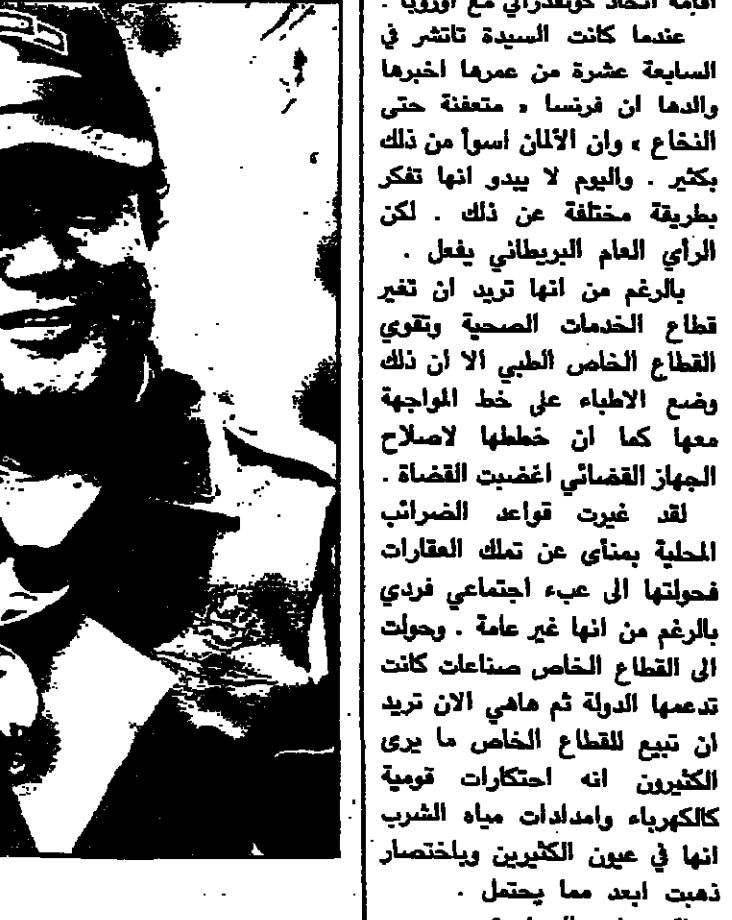 اقامة اتحاد كونفدرالي مع اوروبا .
عندما كانت السيدة تاتشر في
السابعة عشرة من عمرها اخبرها
والدها ان فرنسا « متعفنة حتى
النخاع » وان الألمان اسوأ من ذلك
بكثير . واليوم لا يبدو انها تفكر
بطريقة مختلفة عن ذلك . لكن
الرأي العام البريطاني يفعل .
بالرغم من انها تريد ان تغير
قطاع الخدمات الصحية وتقوي
القطاع الخاص الطبي الا ان ذلك
وضع الاطباء على خط المواجهة
معها كما ان خططها لاصلاح
الجهاز القضائي اغضبت القضاة .
لقد غيرت قواعد الضرائب
المحلية بمنأى عن تملك العقارات
فحولتها الى عبء اجتماعي فردي
بالرغم من انها غير عامة . وحولت
الى القطاع الخاص صناعات كانت
تدعمها الدولة ثم هاهي الان تريد
ان تبيع للقطاع الخاص ما يرى
الكثيرون انه احتكارات قومية
كالكهرباء وامدادات مياه الشرب
انها في عيون الكثيرين وباختصار
ذهبت ابعد مما يحتمل .